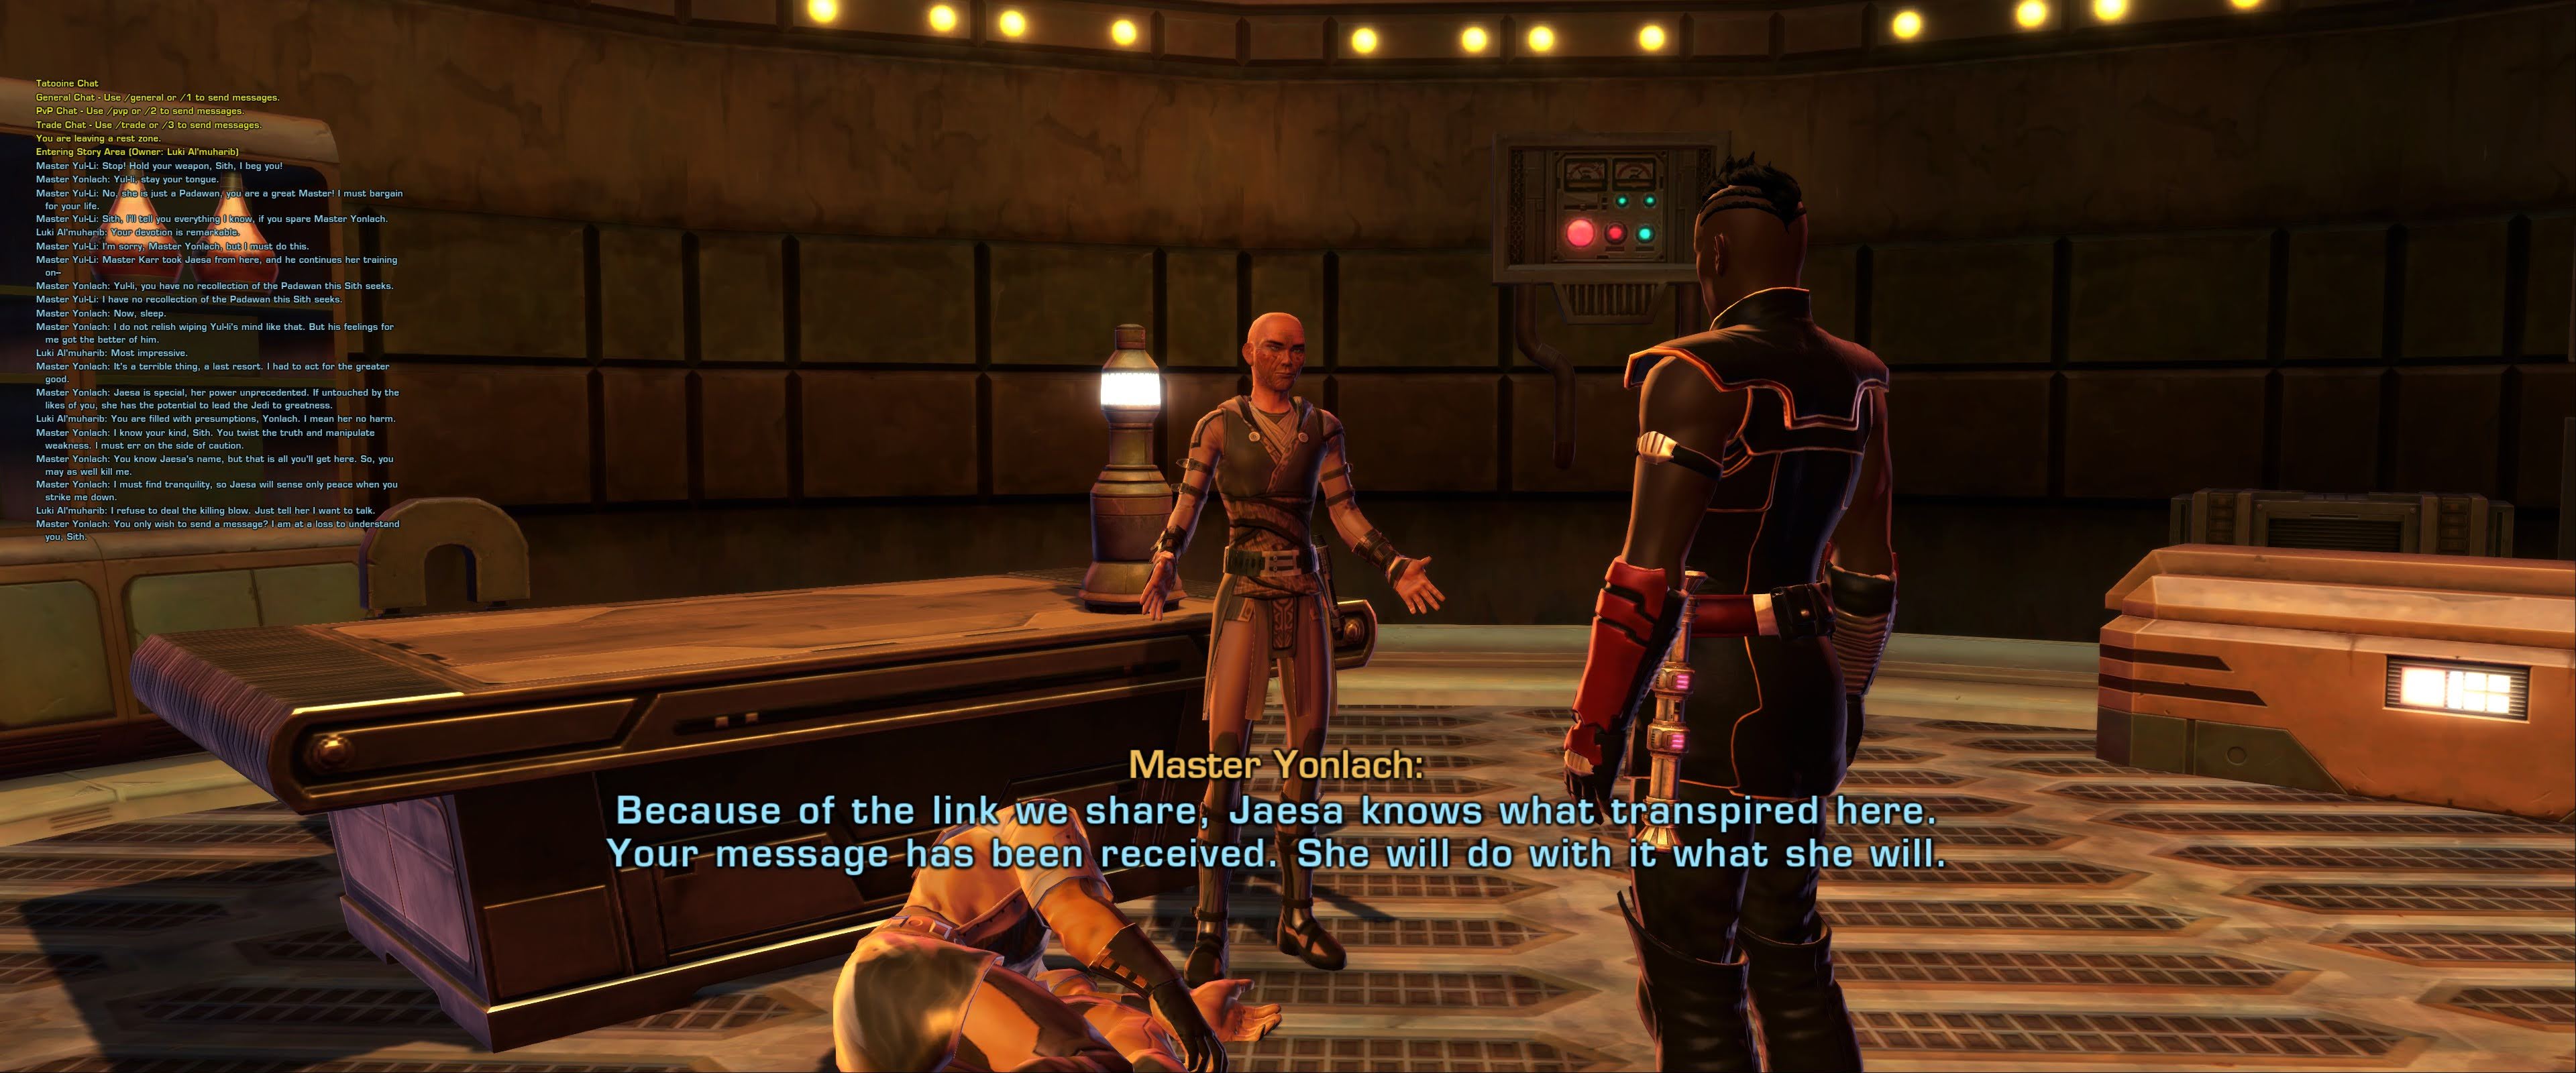 Tatooine Chat
General Chat - Use /general or /1 to send messages.
PvP Chat - Use /pvp or /2 to send messages.
Trade Chat - Use /trade or /3 to send messages.
You are leaving a rest zone.
Entering Story Area (Owner: Luki Al'muharib)
Master Yul-Li: Stop! Hold your weapon, Sith, I beg you!
Master Yonlach: Yul-li, stay your tongue.
Master Yul-Li: No, she is just a Padawan, you are a great Master! I must bargain
for your life.
Master Yul-Li: Sith, I'll tell you everything I know, if you spare Master Yonlach.
Luki Al'muharib: Your devotion is remarkable.
Master Yul-Li: I'm sorry, Master Yonlach, but I must do this.
Master Yul-Li: Master Karr took Jaesa from here, and he continues her training
on--
Master Yonlach: Yul-li, you have no recollection of the Padawan this Sith seeks.
Master Yul-Li: I have no recollection of the Padawan this Sith seeks.
Master Yonlach: Now, sleep.
Master Yonlach: I do not relish wiping Yul-li's mind like that. But his feelings for
me got the better of him.
Luki Al'muharib: Most impressive.
Master Yonlach: It's a terrible thing, a last resort. I had to act for the greater
good.
Master Yonlach: Jaesa is special, her power unprecedented. If untouched by the
likes of you, she has the potential to lead the Jedi to greatness.
Luki Al'muharib: You are filled with presumptions, Yonlach. I mean her no harm.
Master Yonlach: I know your kind, Sith. You twist the truth and manipulate
weakness. I must err on the side of caution.
Master Yonlach: You know Jaesa's name, but that is all you'll get here. So, you
may as well kill me.
Master Yonlach: I must find tranquility, so Jaesa will sense only peace when you
strike me down.
Luki Al'muharib: I refuse to deal the killing blow. Just tell her I want to talk.
Master Yonlach: You only wish to send a message? I am at a loss to understand
you, Sith.
Master Yonlach:
Because of the link we share, Jaesa knows what transpired here.
Your message has been received. She will do with it what she will.